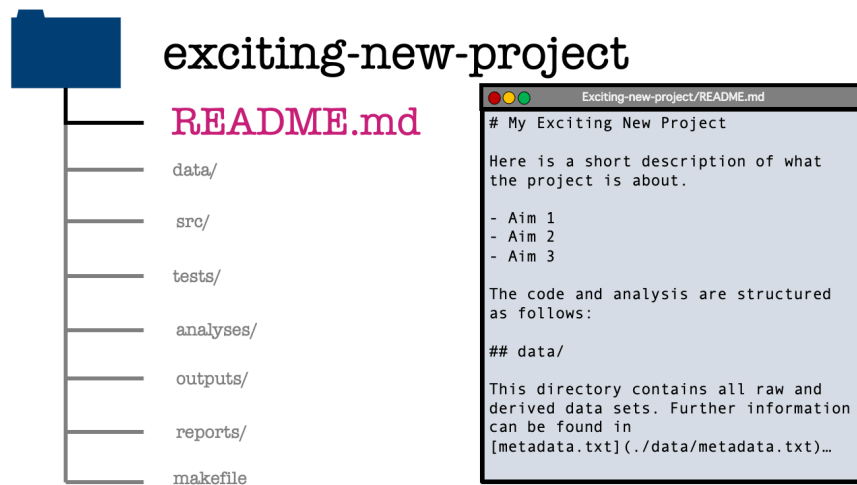 exciting-new-project
README.md
data/
src/
tests/
analyses/
outputs/
reports/
makefile
Exciting-new-project/README.md
# My Exciting New Project
Here is a short description of what
the project is about.
- Aim 1
- Aim 2
- Aim 3
The code and analysis are structured
as follows:
## data/
This directory contains all raw and
derived data sets. Further information
can be found in
[metadata.txt](./data/metadata.txt)…